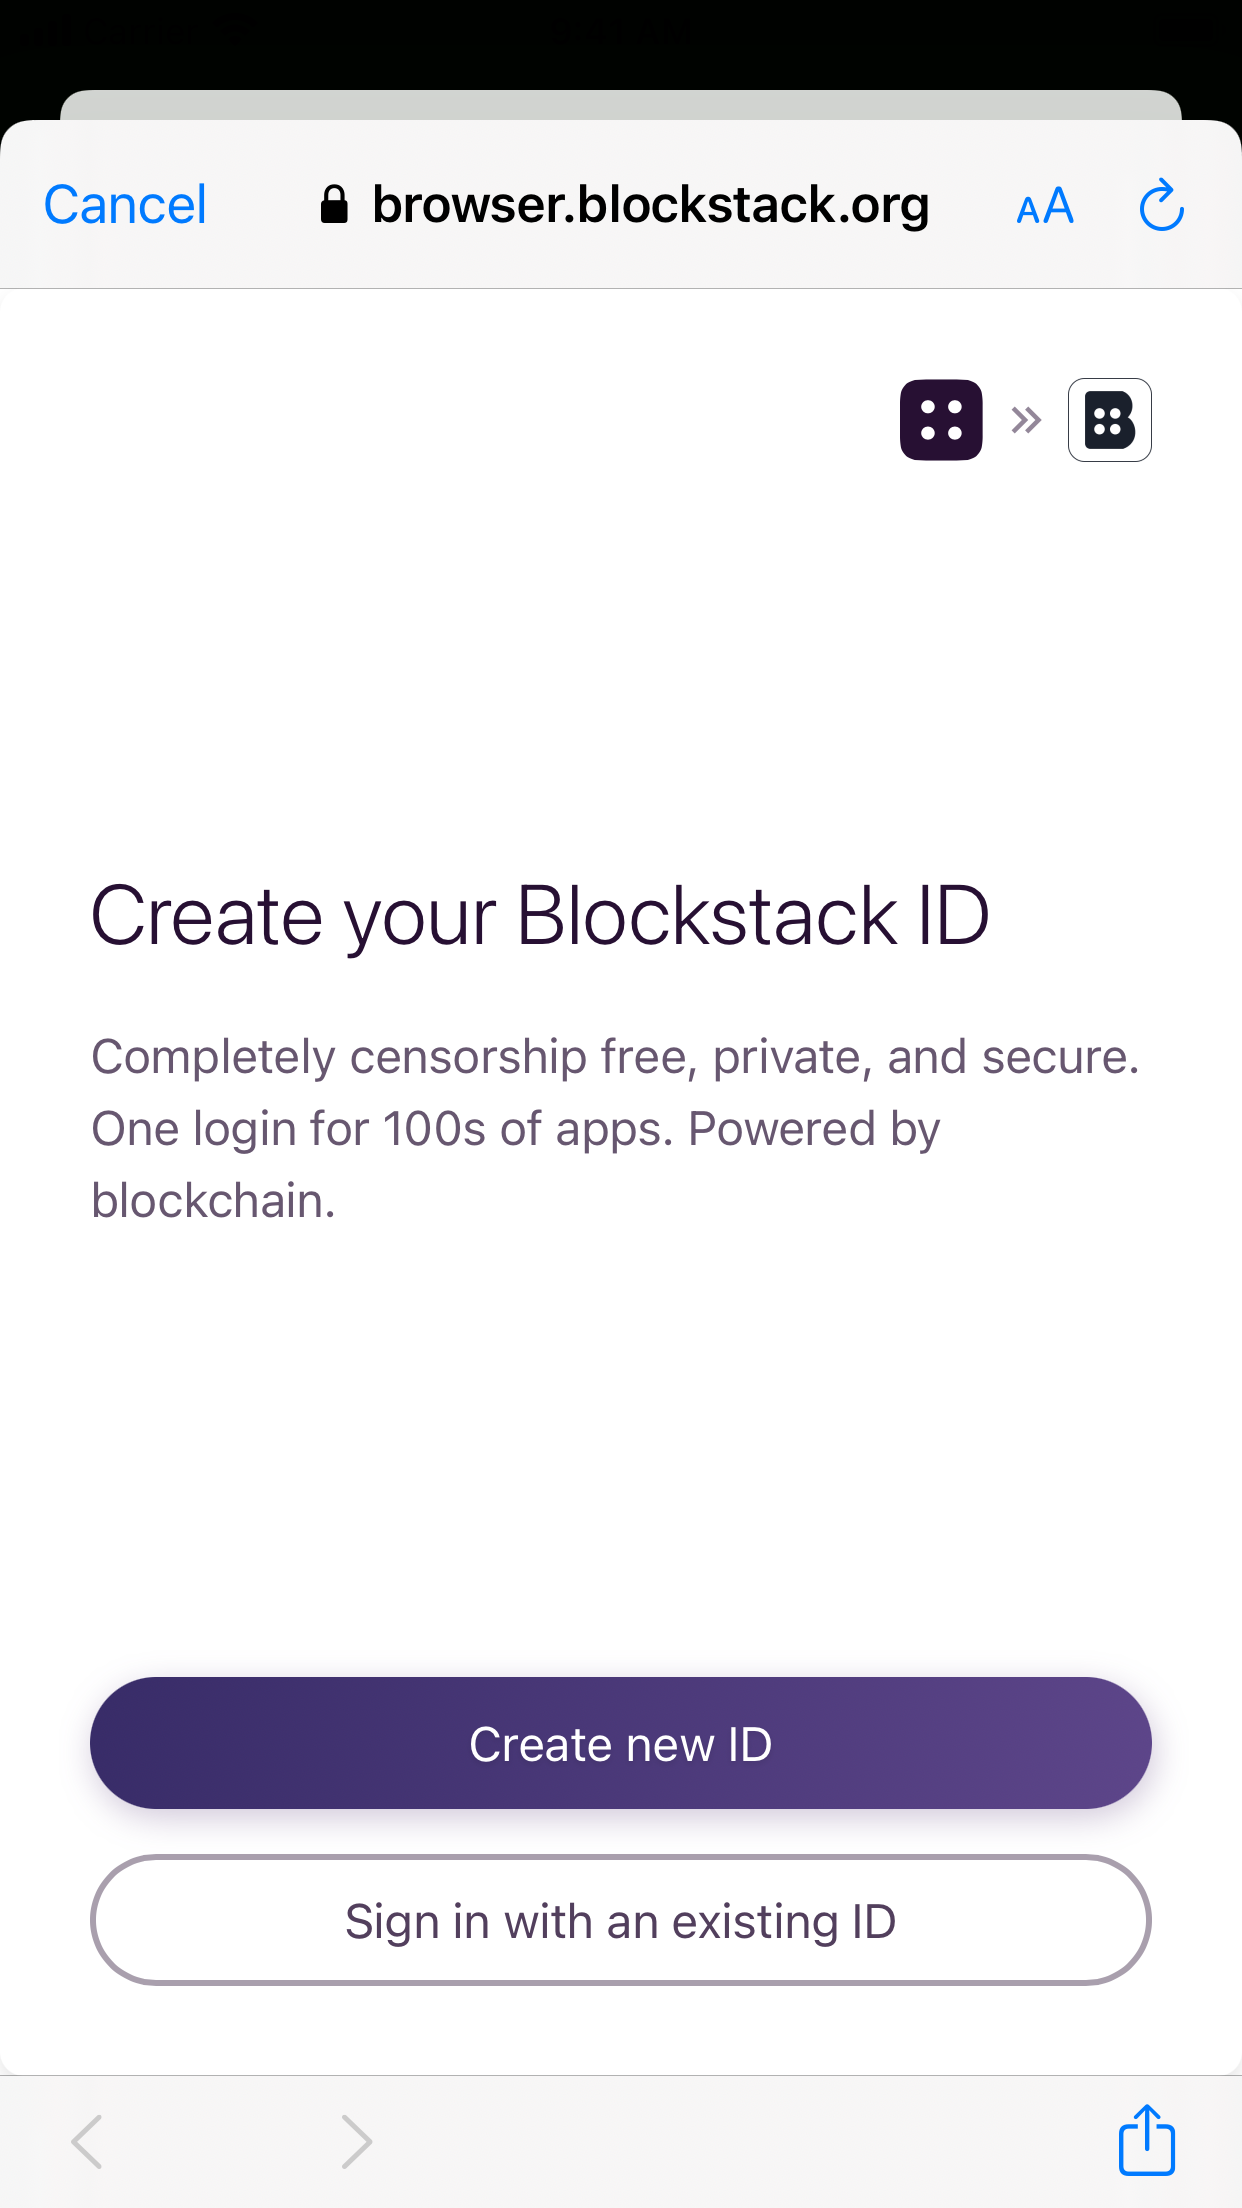 Cancel
browser.blockstack.org
AA
Create your Blockstack ID
Completely censorship free, private, and secure.
One login for 100s of apps. Powered by
blockchain.
Create new ID
Sign in with an existing ID